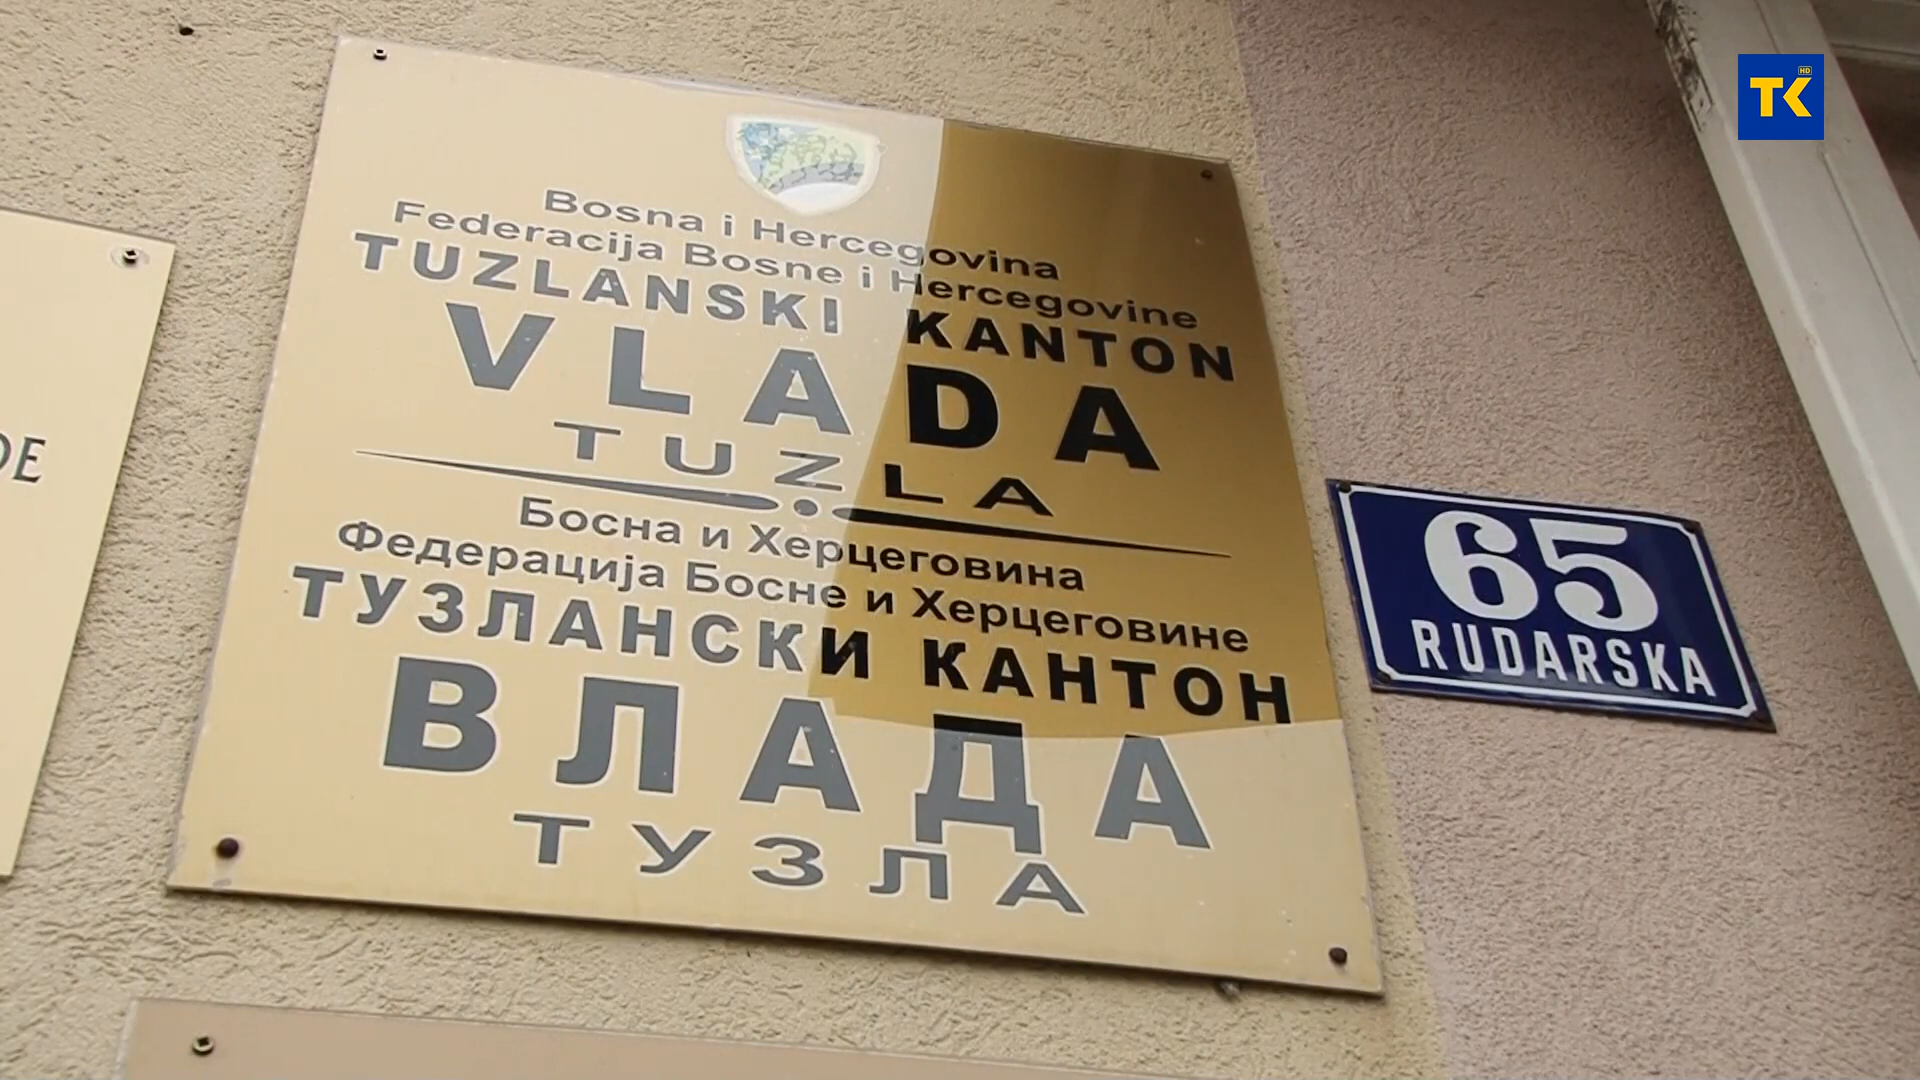 Bosna i Hercegovina
Federacija Bosne i Hercegovine
TUZLANSKI KANTON
VLADA
TUZLA
Босна и Херцеговина
Федерација Босне и Херцеговине
ТУЗЛАНСКИ КАНТОН
ВЛАДА
ТУЗЛА
65
RUDARSKA
TK HD